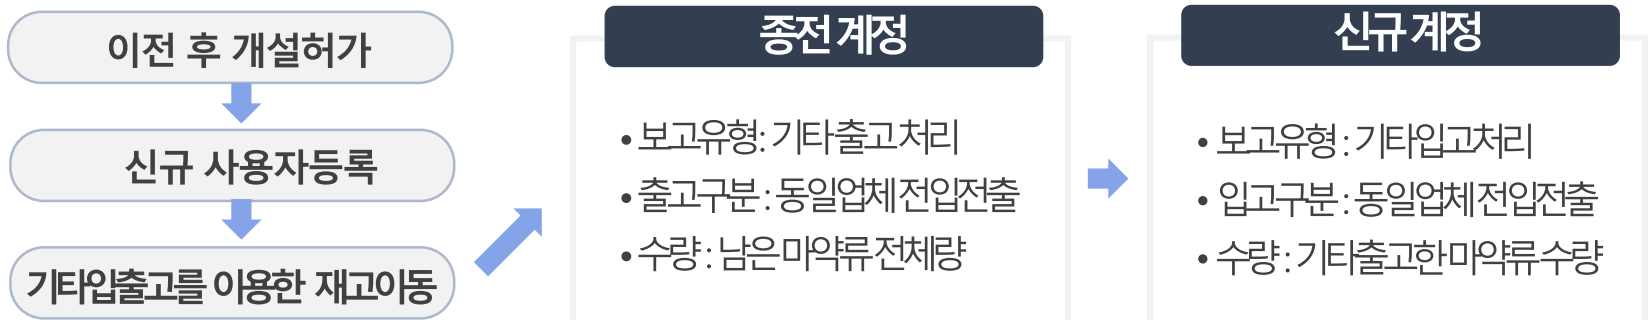 이전 후 개설허가
신규 사용자등록
기타입출고를 이용한 재고이동
종전 계정
• 보고유형: 기타출고 처리
• 출고구분 : 동일업체 전입전출
• 수량 : 남은 마약류 전체량
신규 계정
• 보고유형 : 기타입고처리
• 입고구분 : 동일업체 전입전출
• 수량 : 기타출고한 마약류 수량